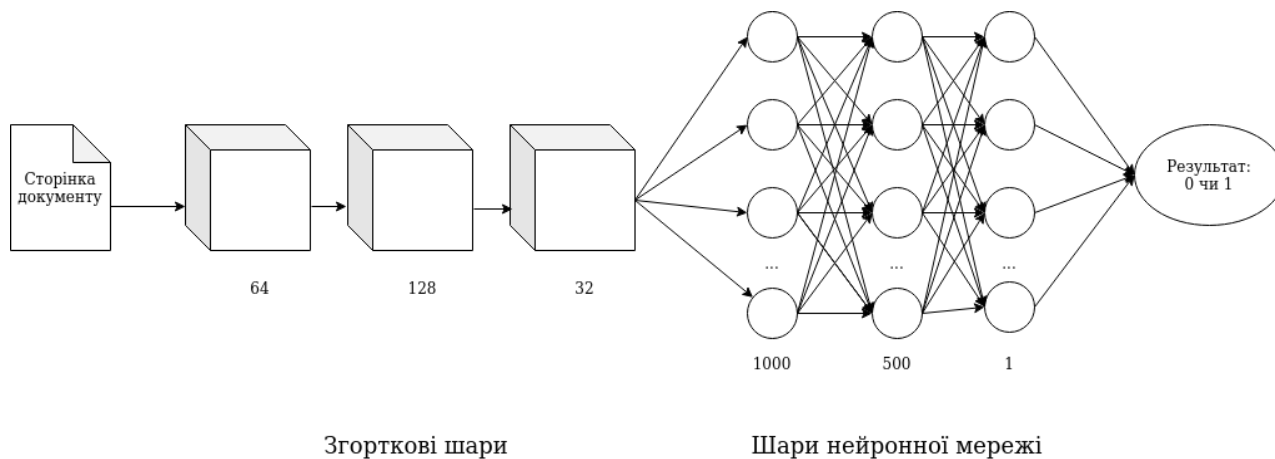 Сторінка
документу
64
128
32
...
...
...
1000
500
1
Результат:
0 чи 1
Згорткові шари
Шари нейронної мережі